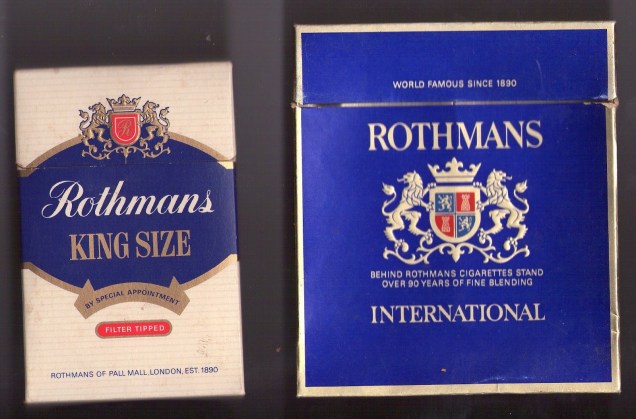 Rothmans
KING SIZE
BY SPECIAL APPOINTMENT
FILTER TIPPED
ROTHMANS OF PALL MALL, LONDON, EST. 1890
WORLD FAMOUS SINCE 1890
ROTHMANS
BEHIND ROTHMANS CIGARETTES STAND
OVER 90 YEARS OF FINE BLENDING
INTERNATIONAL